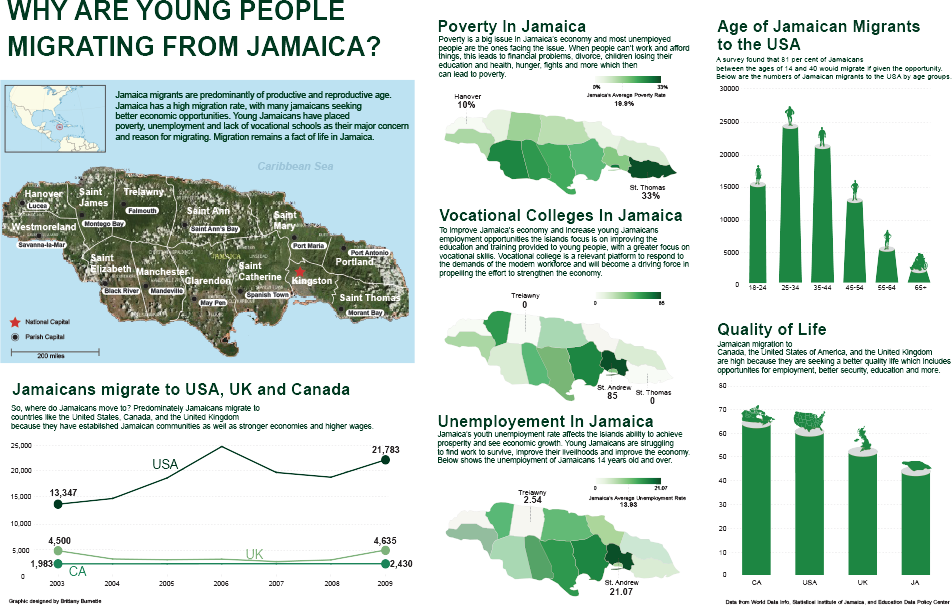 WHY ARE YOUNG PEOPLE
MIGRATING FROM JAMAICA?
Jamaica migrants are predominantly of productive and reproductive age.
Jamaica has a high migration rate, with many jamaicans seeking
better economic opportunities. Young Jamaicans have placed
poverty, unemployment and lack of vocational schools as their major concern
and reason for migrating. Migration remains a fact of life in Jamaica.
Caribbean Sea
Hanover
Lucea
Saint
James
Montego Bay
Trelawny
Falmouth
Saint Ann
Saint Ann's Bay
Saint
Mary
Port Maria
Port Antonio
Portland
Westmoreland
Savanna-la-Mar
Saint
Elizabeth
Black River
Manchester
Mandeville
Clarendon
May Pen
JAMAICA
Saint
Catherine
Spanish Town
Kingston
Saint Thomas
Morant Bay
National Capital
Parish Capital
200 miles
Jamaicans migrate to USA, UK and Canada
So, where do Jamaicans move to? Predominately Jamaicans migrate to
countries like the United States, Canada, and the United Kingdom
because they have established Jamaican communities as well as stronger economies and higher wages.
25,000
20,000
15,000
10,000
5,000
0
USA
13,347
21,783
4,500
UK
4,635
1,983
CA
2,430
2003
2004
2005
2006
2007
2008
2009
Graphic designed by Brittany Burnette
Poverty In Jamaica
Poverty is a big issue in Jamaica's economy and most unemployed
people are the ones facing the issue. When people can't work and afford
things, this leads to financial problems, divorce, children losing their
education and health, hunger, fights and more which then
can lead to poverty.
0%
33%
Jamaica's Average Poverty Rate
19.9%
Hanover
10%
St. Thomas
33%
Vocational Colleges In Jamaica
To improve Jamaica's economy and increase young Jamaicans
employment opportunities the islands focus is on improving the
education and training provided to young people, with a greater focus on
vocational skills. Vocational college is a relevant platform to respond to
the demands of the modern workforce and will become a driving force in
propelling the effort to strengthen the economy.
0
85
Trelawny
0
St. Andrew
85
St. Thomas
0
Unemployement In Jamaica
Jamaica's youth unemployment rate affects the islands ability to achieve
prosperity and see economic growth. Young Jamaicans are struggling
to find work to survive, improve their livelihoods and improve the economy.
Below shows the unemployment of Jamaicans 14 years old and over.
0
21.07
Jamaica's Average Unemployment Rate
13.93
Trelawny
2.54
St. Andrew
21.07
Age of Jamaican Migrants
to the USA
A survey found that 81 per cent of Jamaicans
between the ages of 14 and 40 would migrate if given the opportunity.
Below are the numbers of Jamaican migrants to the USA by age groups.
30000
25000
20000
15000
10000
5000
0
18-24
25-34
35-44
45-54
55-64
65+
Quality of Life
Jamaican migration to
Canada, the United States of America, and the United Kingdom
are high because they are seeking a better quality life which includes
opportunities for employment, better security, education and more.
80
70
60
50
40
30
20
10
0
CA
USA
UK
JA
Data from World Data Info, Statistical Institute of Jamaica, and Education Data Policy Center